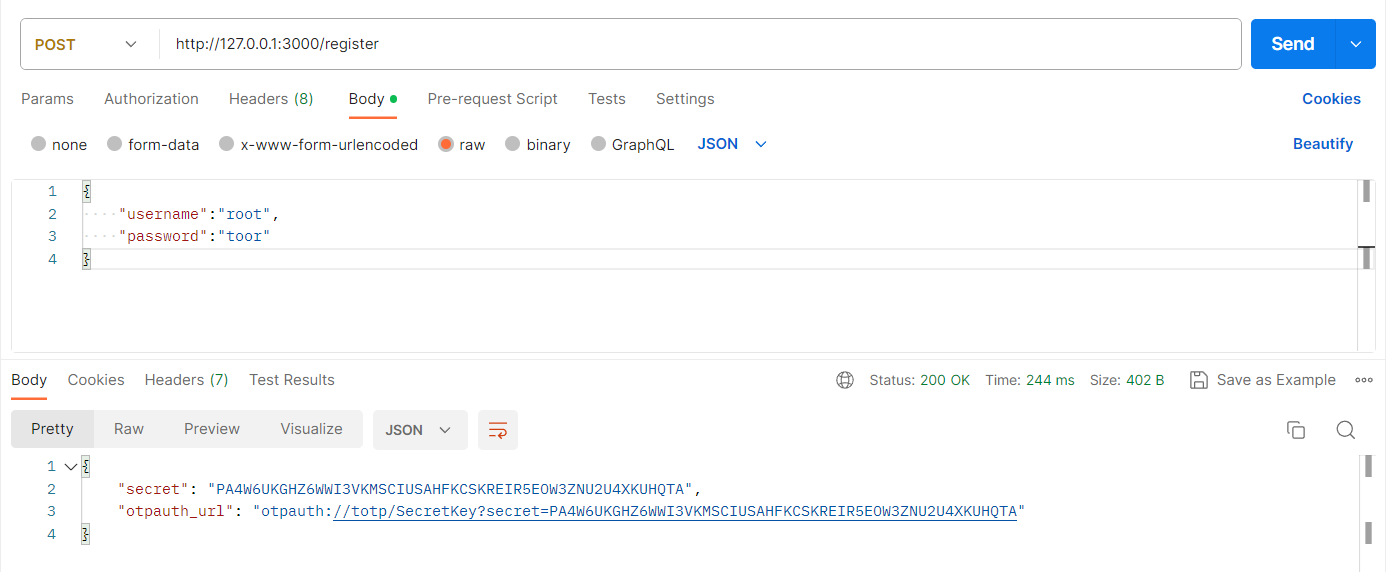 POST http://127.0.0.1:3000/register Send
Params Authorization Headers (8) Body Pre-request Script Tests Settings Cookies
none form-data x-www-form-urlencoded raw binary GraphQL JSON Beautify
1 {
2 "username":"root",
3 "password":"toor"
4 }
Body Cookies Headers (7) Test Results Status: 200 OK Time: 244 ms Size: 402 B Save as Example
Pretty Raw Preview Visualize JSON
1 {
2 "secret": "PA4W6UKGHZ6WWI3VKMSCIUSAHFKCSKREIR5EOW3ZNU2U4XKUHQTA",
3 "otpauth_url": "otpauth://totp/SecretKey?secret=PA4W6UKGHZ6WWI3VKMSCIUSAHFKCSKREIR5EOW3ZNU2U4XKUHQTA"
4 }